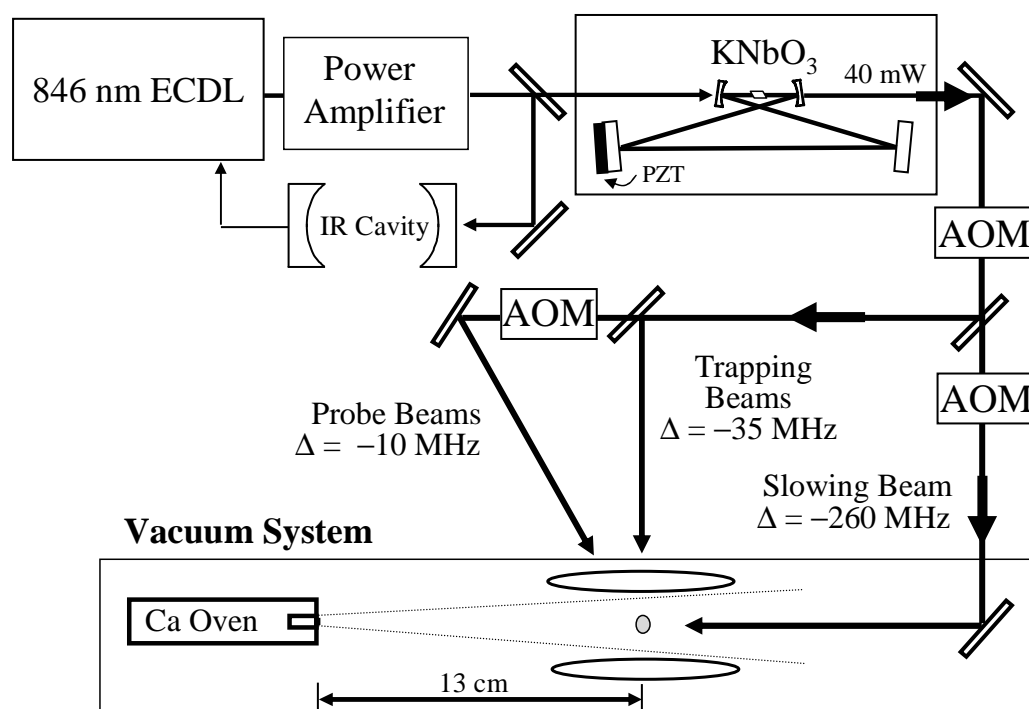 846 nm ECDL
Power
Amplifier
KNbO₃
40 mW
PZT
IR Cavity
AOM
AOM
AOM
Trapping
Beams
Δ = −35 MHz
Probe Beams
Δ = −10 MHz
Slowing Beam
Δ = −260 MHz
Vacuum System
Ca Oven
13 cm